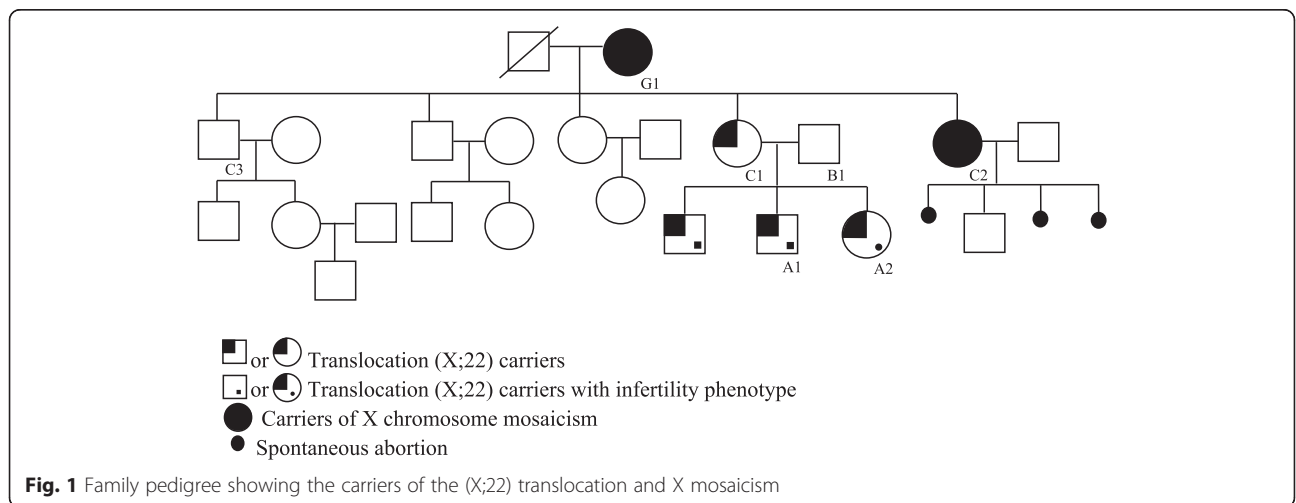 G1
C3
C1
B1
C2
A1
A2
or Translocation (X;22) carriers
or Translocation (X;22) carriers with infertility phenotype
Carriers of X chromosome mosaicism
Spontaneous abortion
Fig. 1 Family pedigree showing the carriers of the (X;22) translocation and X mosaicism